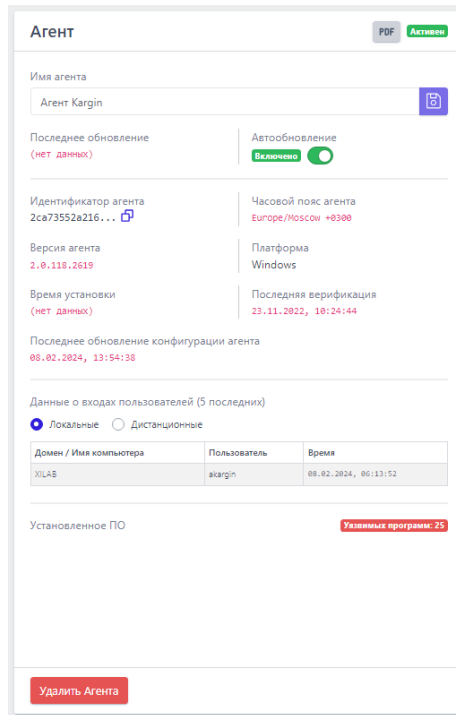 Агент
PDF Активен
Имя агента
Агент Kargin
Последнее обновление
(нет данных)
Автообновление
Включено
Идентификатор агента
2ca73552a216...
Часовой пояс агента
Europe/Moscow +0300
Версия агента
2.0.118.2619
Платформа
Windows
Время установки
(нет данных)
Последняя верификация
23.11.2022, 10:24:44
Последнее обновление конфигурации агента
08.02.2024, 13:54:38
Данные о входах пользователей (5 последних)
Локальные Дистанционные
Домен / Имя компьютера Пользователь Время
XILAB akargin 08.02.2024, 06:13:52
Установленное ПО Уязвимых программ: 25
Удалить Агента